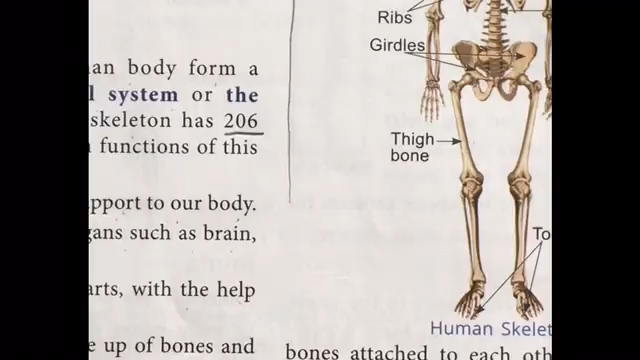 an body form a
l system or the
skeleton has 206
functions of this
pport to our body.
gans such as brain,
arts, with the help
e up of bones and
Ribs
Girdles
Thigh
bone
To
Human Skelet
bones attached to each oth